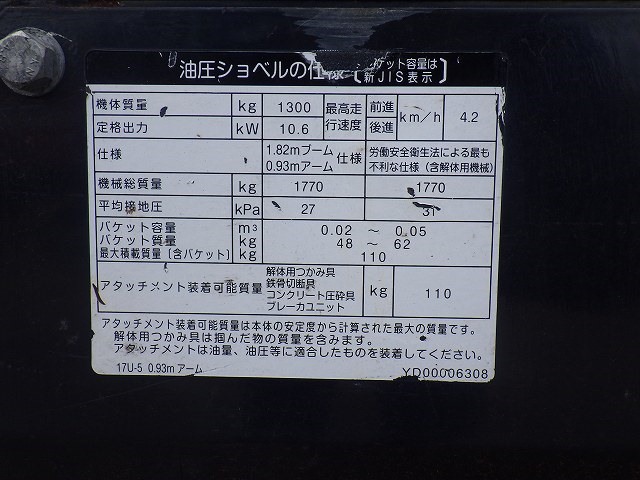 油圧ショベルの仕様 [バケット容量は
新JIS表示]
機体質量 kg 1300 最高走行速度 前進 後進 km/h 4.2
定格出力 kW 10.6
仕様 1.82mブーム 0.93mアーム 仕様 労働安全衛生法による最も
不利な仕様(含解体用機械)
機械総質量 kg 1770 1770
平均接地圧 kPa 27 31
バケット容量 m³ 0.02 ～ 0.05
バケット質量 kg 48 ～ 62
最大積載質量(含バケット) kg 110
アタッチメント装着可能質量 解体用つかみ具
鉄骨切断具
コンクリート圧砕具
ブレーカユニット
kg 110
アタッチメント装着可能質量は本体の安定度から計算された最大の質量です。
解体用つかみ具は掴んだ物の質量を含みます。
アタッチメントは油量、油圧等に適合したものを装着してください。
17U-5 0.93mアーム YD00006308